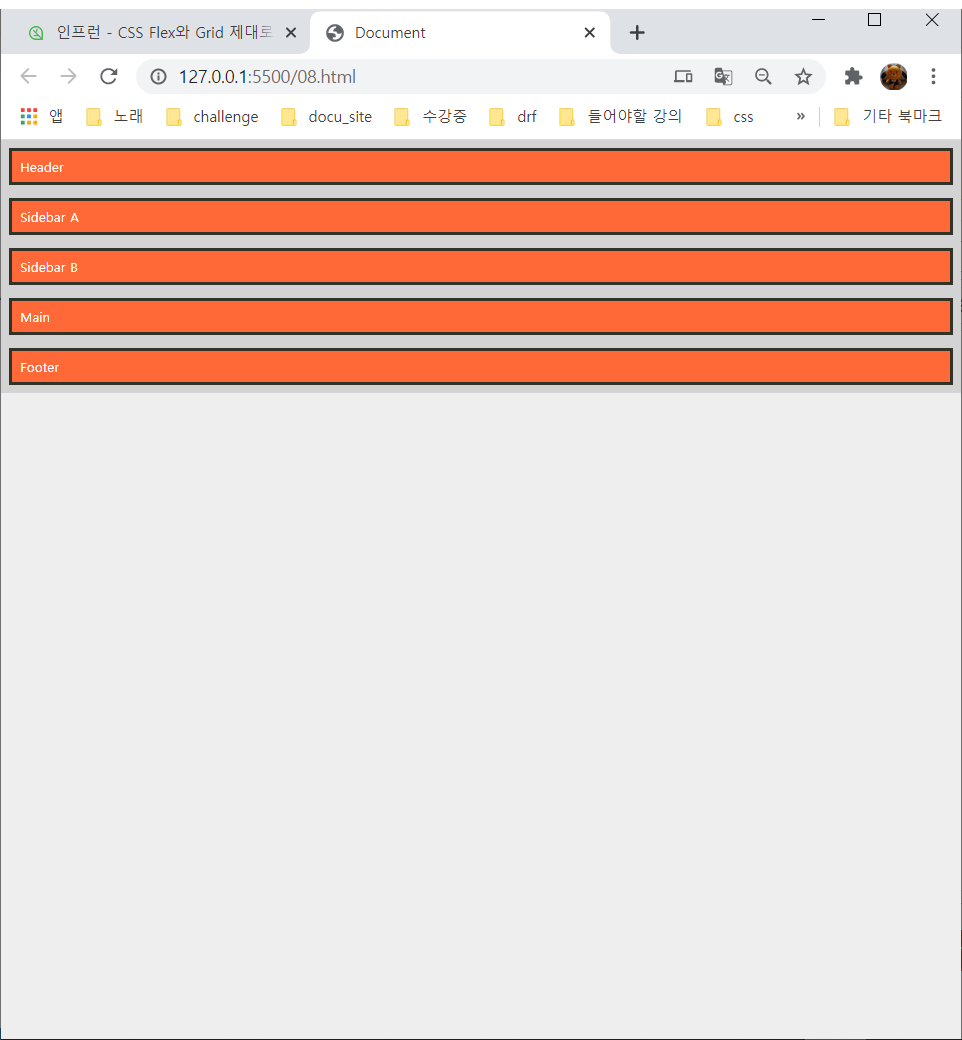 인프런 - CSS Flex와 Grid 제대로
Document
127.0.0.1:5500/08.html
앱 노래 challenge docu_site 수강중 drf 들어야할 강의 css » 기타 북마크
Header
Sidebar A
Sidebar B
Main
Footer